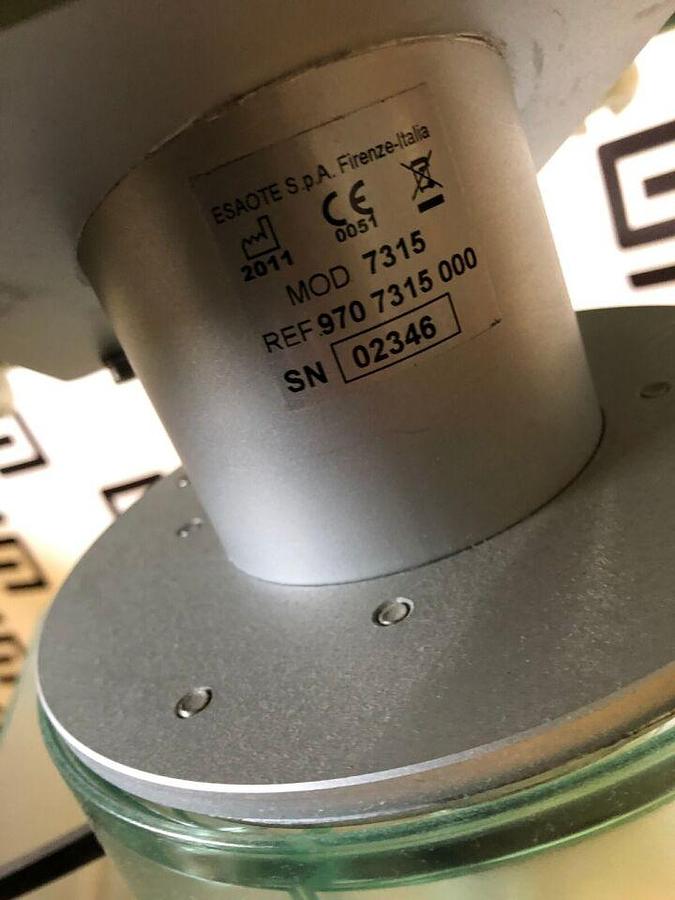 ESAOTE S.p.A. Firenze-Italia
CE
0051
2011
MOD 7315
REF.970 7315 000
SN 02346